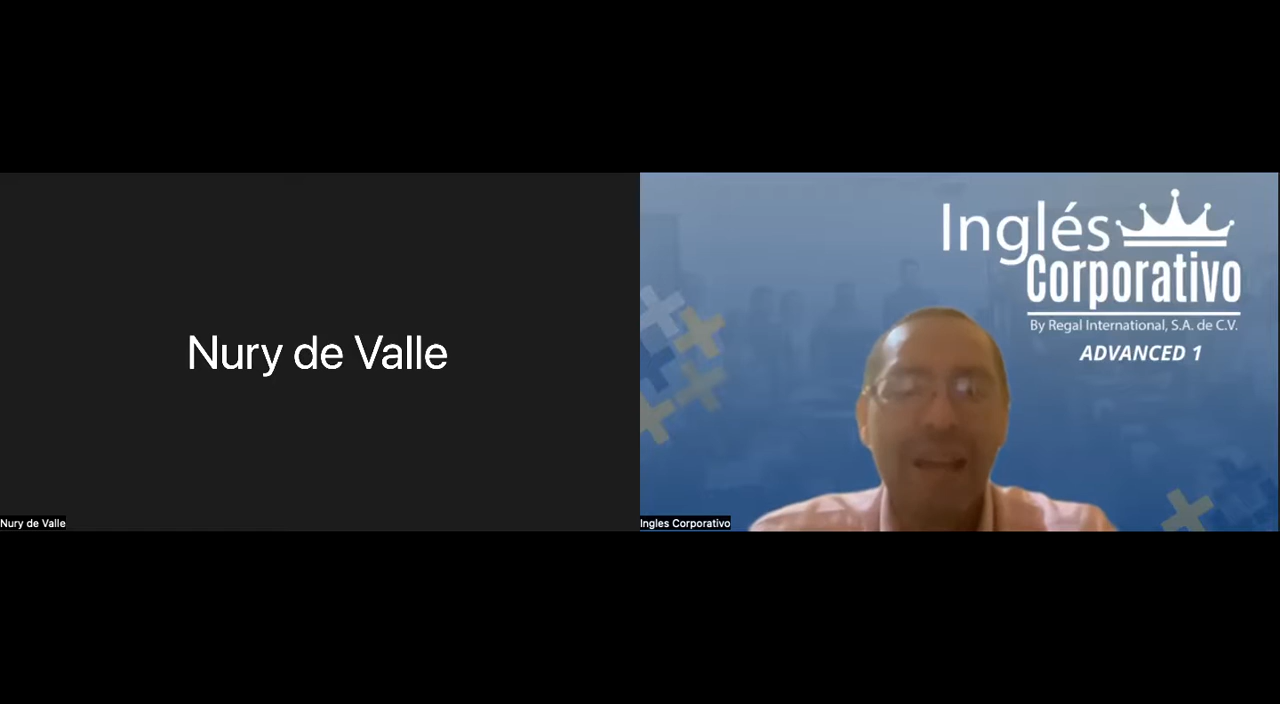 Nury de Valle
Nury de Valle
Inglés
Corporativo
By Regal International, S.A. de C.V.
ADVANCED 1
Ingles Corporativo